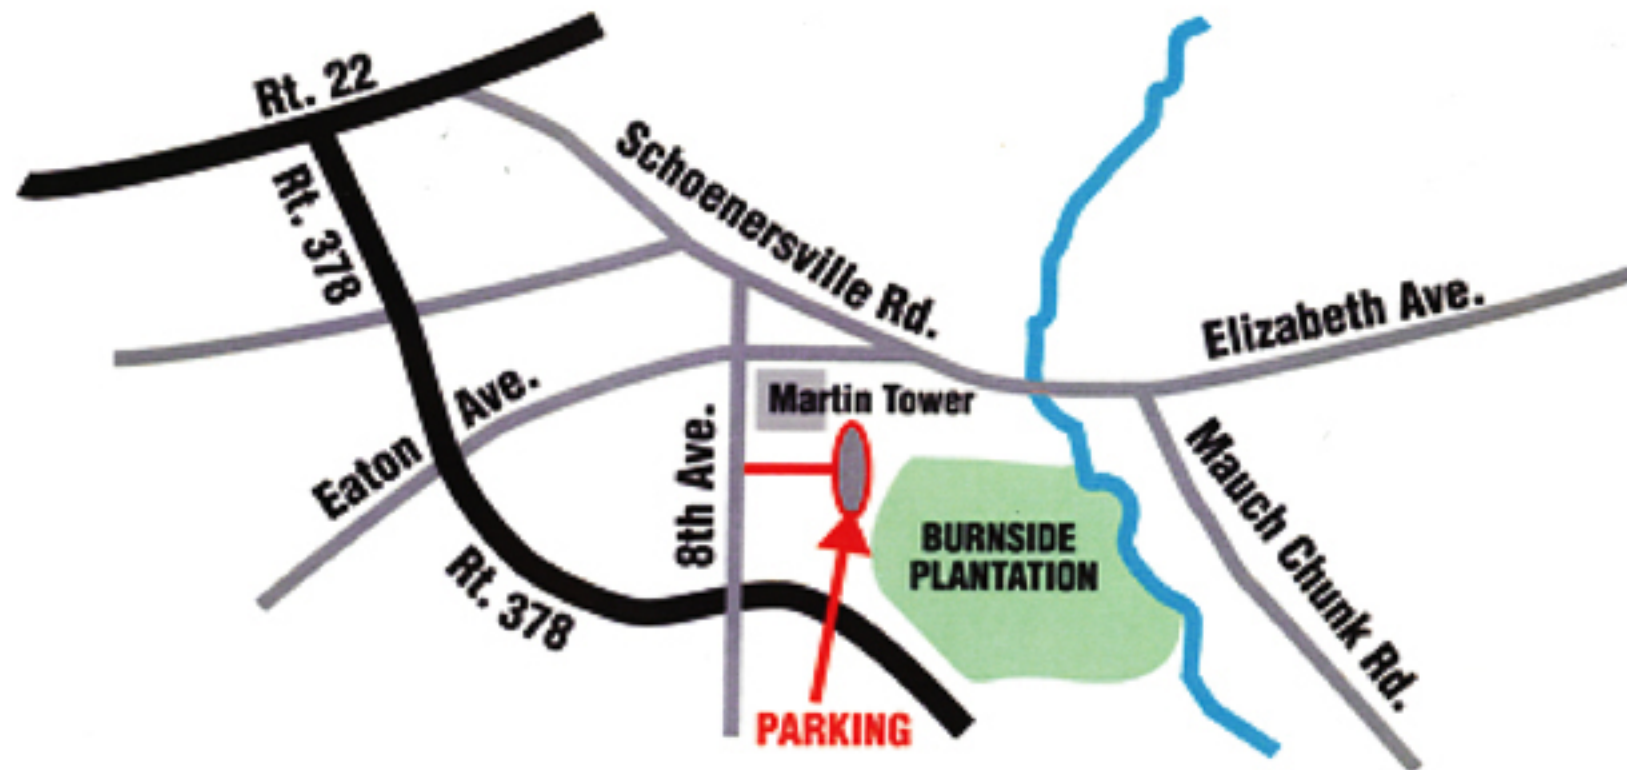 Rt. 22
Rt. 378
Schoenersville Rd.
Elizabeth Ave.
Eaton Ave.
Martin Tower
8th Ave.
Mauch Chunk Rd.
BURNSIDE
PLANTATION
Rt. 378
PARKING